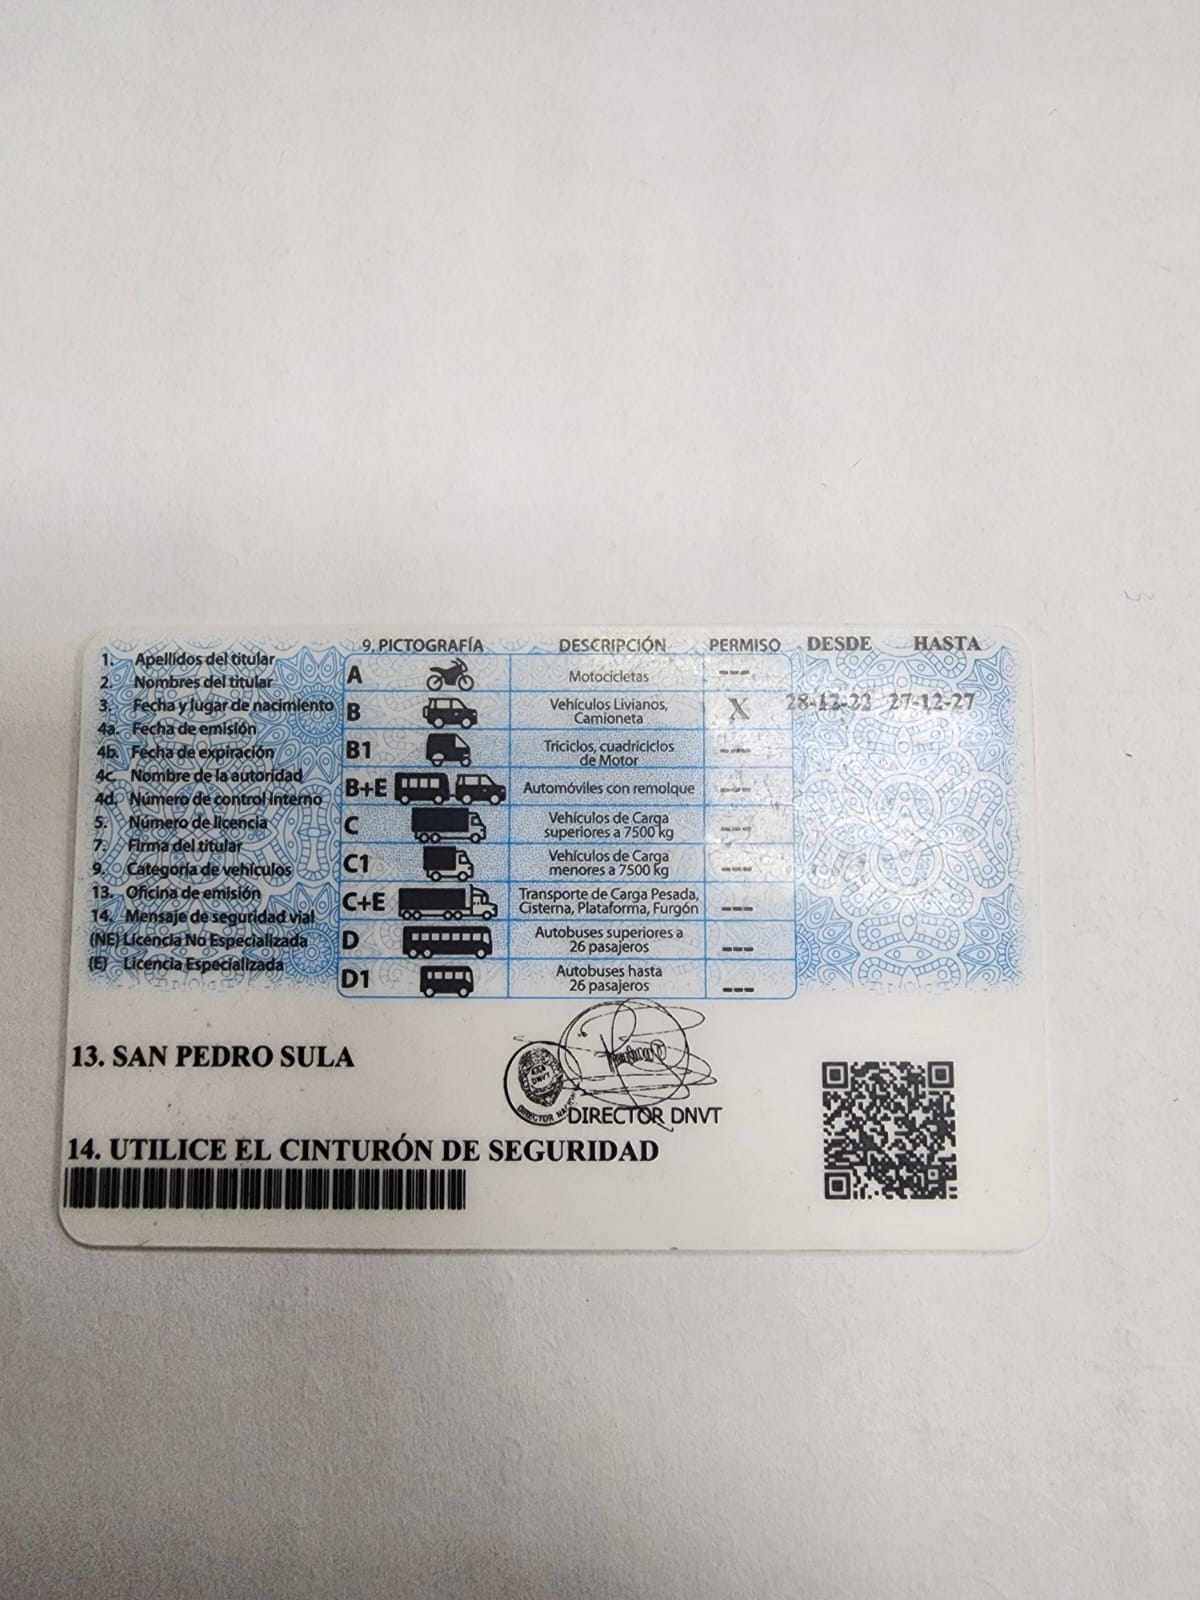 9. PICTOGRAFÍA DESCRIPCIÓN PERMISO DESDE HASTA
1. Apellidos del titular
2. Nombres del titular
3. Fecha y lugar de nacimiento
4a. Fecha de emisión
4b. Fecha de expiración
4c. Nombre de la autoridad
4d. Número de control interno
5. Número de licencia
7. Firma del titular
9. Categoría de vehículos
13. Oficina de emisión
14. Mensaje de seguridad vial
(NE) Licencia No Especializada
(E) Licencia Especializada
A Motocicletas ---
B Vehículos Livianos, Camioneta X 28-12-22 27-12-27
B1 Triciclos, cuadriciclos de Motor ---
B+E Automóviles con remolque ---
C Vehículos de Carga superiores a 7500 kg ---
C1 Vehículos de Carga menores a 7500 kg ---
C+E Transporte de Carga Pesada, Cisterna, Plataforma, Furgón ---
D Autobuses superiores a 26 pasajeros ---
D1 Autobuses hasta 26 pasajeros ---
13. SAN PEDRO SULA
DNVT
DIRECTOR
DIRECTOR DNVT
14. UTILICE EL CINTURÓN DE SEGURIDAD